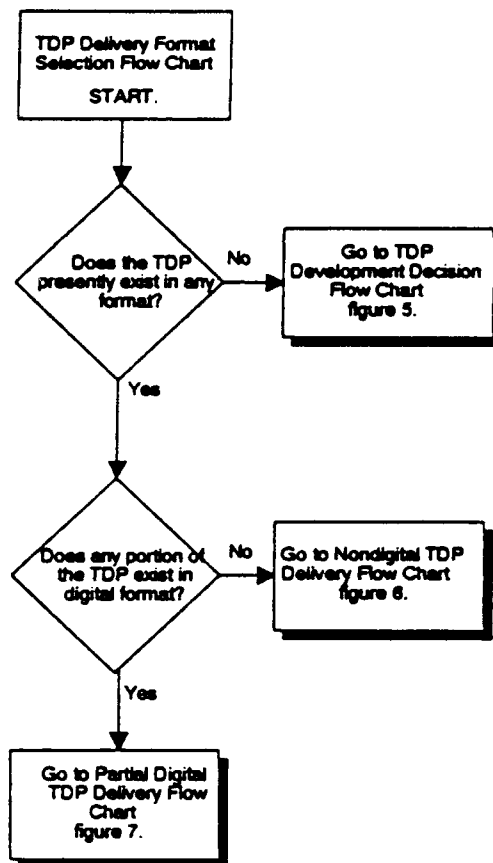 TDP Delivery Format
Selection Flow Chart
START.
Does the TDP
presently exist in any
format?
No
Go to TDP
Development Decision
Flow Chart
figure 5.
Yes
Does any portion of
the TDP exist in
digital format?
No
Go to Nondigital TDP
Delivery Flow Chart
figure 6.
Yes
Go to Partial Digital
TDP Delivery Flow
Chart
figure 7.